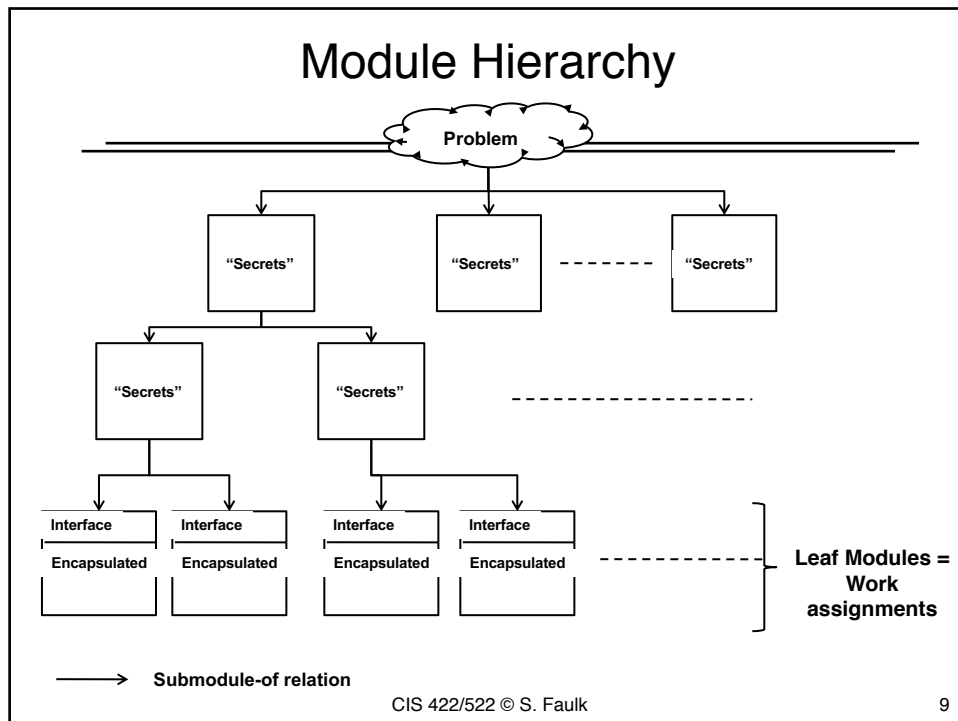 Module Hierarchy
Problem
“Secrets” “Secrets” “Secrets”
“Secrets” “Secrets”
Interface Interface Interface Interface
Encapsulated Encapsulated Encapsulated Encapsulated
Leaf Modules =
Work
assignments
Submodule-of relation
CIS 422/522 © S. Faulk 9